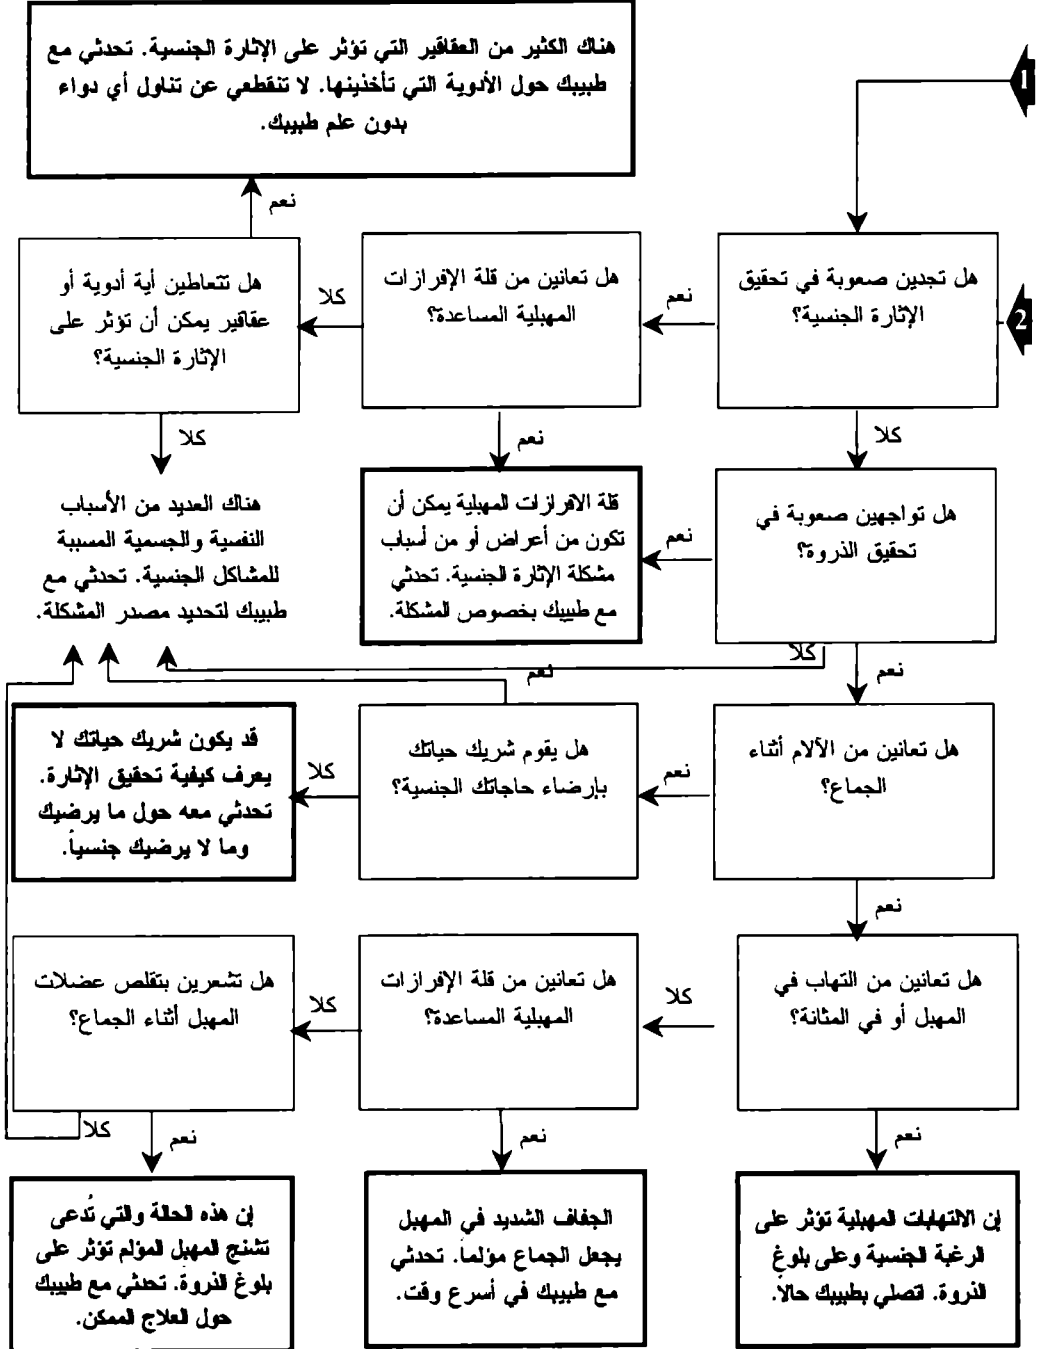 هناك الكثير من العقاقير التي تؤثر على الإثارة الجنسية. تحدثي مع
طبيبك حول الأدوية التي تأخذينها. لا تنقطعي عن تناول أي دواء
بدون علم طبيبك.
1
نعم
هل تجدين صعوبة في تحقيق
الإثارة الجنسية؟
2
نعم
هل تعانين من قلة الإفرازات
المهبلية المساعدة؟
كلا
هل تتعاطين أية أدوية أو
عقاقير يمكن أن تؤثر على
الإثارة الجنسية؟
كلا
نعم
كلا
هل تواجهين صعوبة في
تحقيق الذروة؟
نعم
قلة الافرازات المهبلية يمكن أن
تكون من أعراض أو من أسباب
مشكلة الإثارة الجنسية. تحدثي
مع طبيبك بخصوص المشكلة.
هناك العديد من الأسباب
النفسية والجسمية المسببة
للمشاكل الجنسية. تحدثي مع
طبيبك لتحديد مصدر المشكلة.
كلا
نعم
نعم
هل تعانين من الآلام أثناء
الجماع؟
نعم
هل يقوم شريك حياتك
بإرضاء حاجاتك الجنسية؟
كلا
قد يكون شريك حياتك لا
يعرف كيفية تحقيق الإثارة.
تحدثي معه حول ما يرضيك
وما لا يرضيك جنسياً.
نعم
هل تعانين من التهاب في
المهبل أو في المثانة؟
كلا
هل تعانين من قلة الإفرازات
المهبلية المساعدة؟
كلا
هل تشعرين بتقلص عضلات
المهبل أثناء الجماع؟
نعم
نعم
نعم
كلا
إن الالتهابات المهبلية تؤثر على
الرغبة الجنسية وعلى بلوغ
الذروة. اتصلي بطبيبك حالاً.
الجفاف الشديد في المهبل
يجعل الجماع مؤلماً. تحدثي
مع طبيبك في أسرع وقت.
إن هذه الحالة والتي تُدعى
تشنج المهبل المؤلم تؤثر على
بلوغ الذروة. تحدثي مع طبيبك
حول العلاج الممكن.